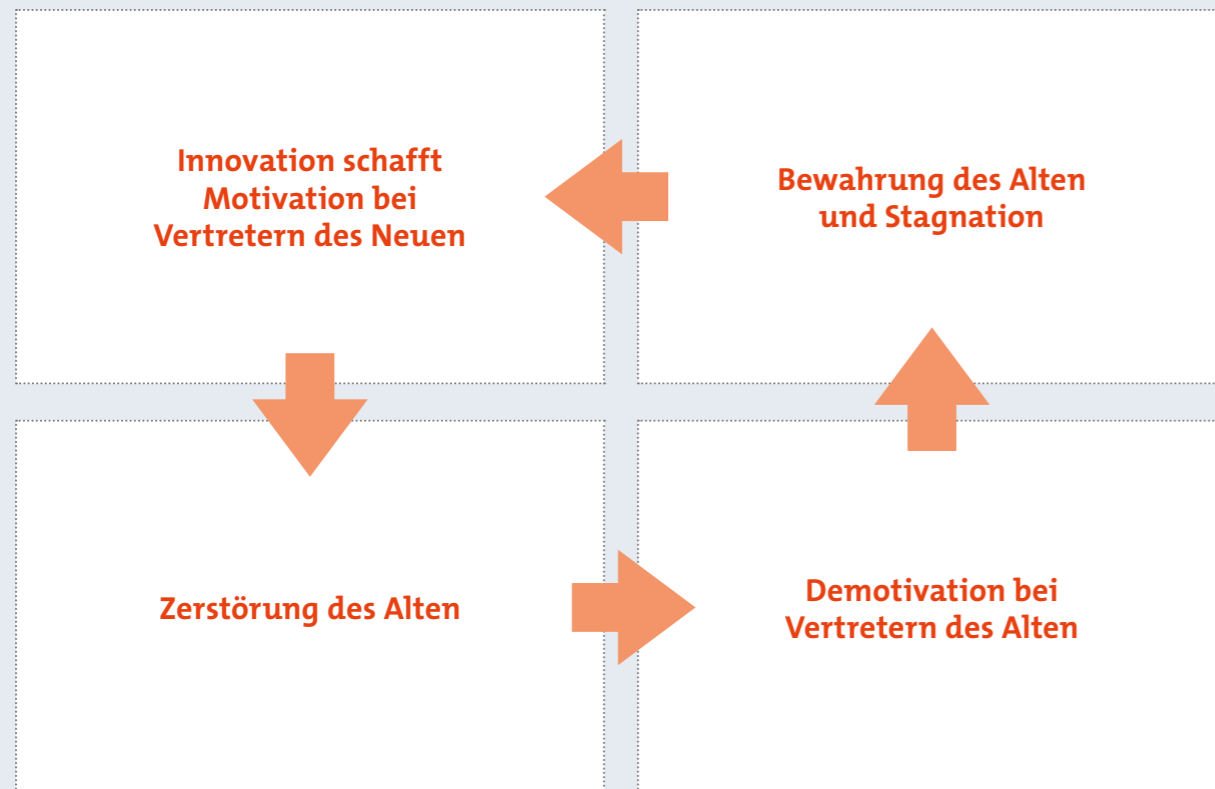 Innovation schafft
Motivation bei
Vertretern des Neuen
Bewahrung des Alten
und Stagnation
Zerstörung des Alten
Demotivation bei
Vertretern des Alten